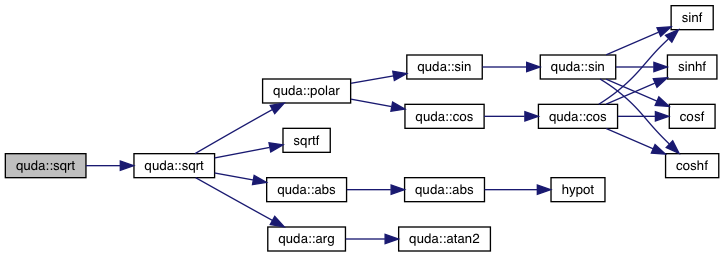 quda::sqrt
quda::sqrt
quda::polar
sqrtf
quda::abs
quda::arg
quda::sin
quda::cos
quda::abs
quda::atan2
quda::sin
quda::cos
hypot
sinf
sinhf
cosf
coshf